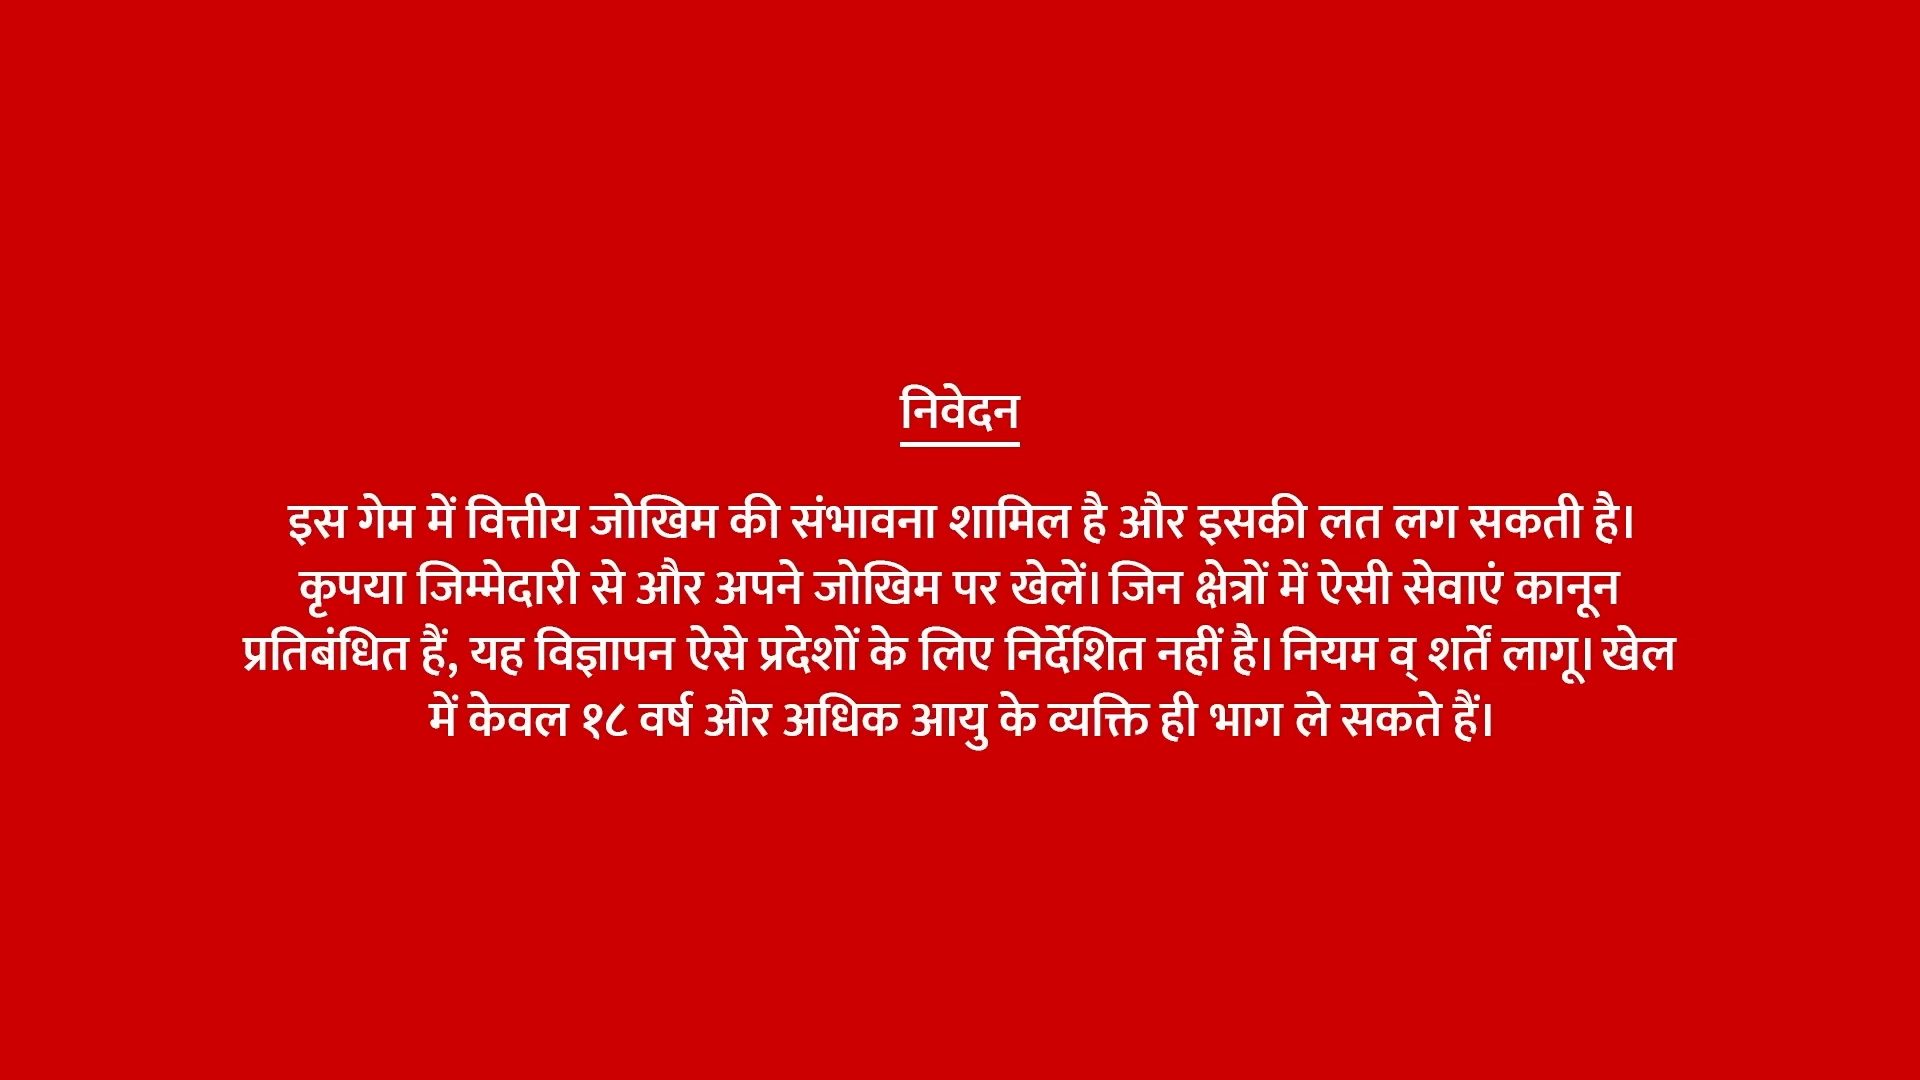 निवेदन
इस गेम में वित्तीय जोखिम की संभावना शामिल है और इसकी लत लग सकती है।
कृपया जिम्मेदारी से और अपने जोखिम पर खेलें। जिन क्षेत्रों में ऐसी सेवाएं कानून
प्रतिबंधित हैं, यह विज्ञापन ऐसे प्रदेशों के लिए निर्देशित नहीं है। नियम व् शर्तें लागू। खेल
में केवल १८ वर्ष और अधिक आयु के व्यक्ति ही भाग ले सकते हैं।